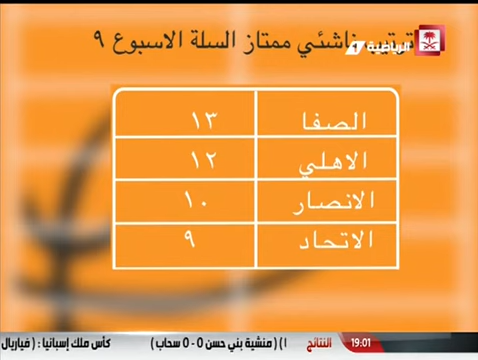 ترتيب ناشئي ممتاز السلة الاسبوع ٩
الرياضية 1
الصفا ١٣
الاهلي ١٢
الانصار ١٠
الاتحاد ٩
19:01 النتائج ( ) منشية بني حسن 0 - 0 سحاب ) كأس ملك إسبانيا : ( فياريال